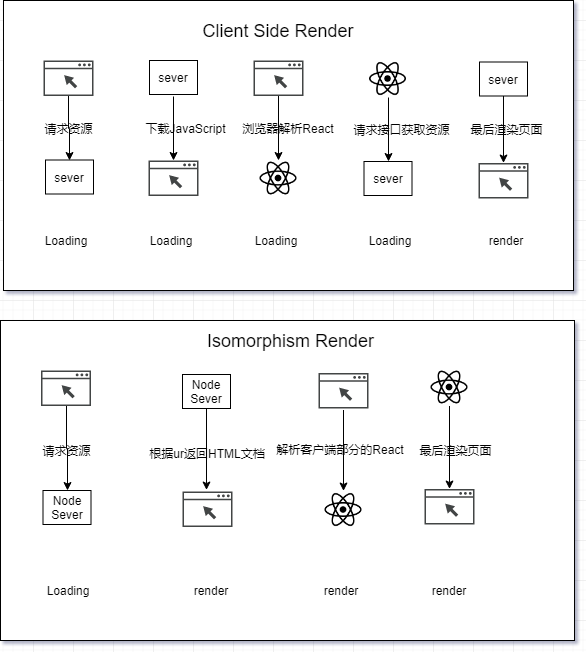 Client Side Render
sever
sever
请求资源
下载JavaScript
浏览器解析React
请求接口获取资源
最后渲染页面
sever
sever
Loading
Loading
Loading
Loading
render
Isomorphism Render
Node
Sever
请求资源
根据ur返回HTML文档
解析客户端部分的React
最后渲染页面
Node
Sever
Loading
render
render
render